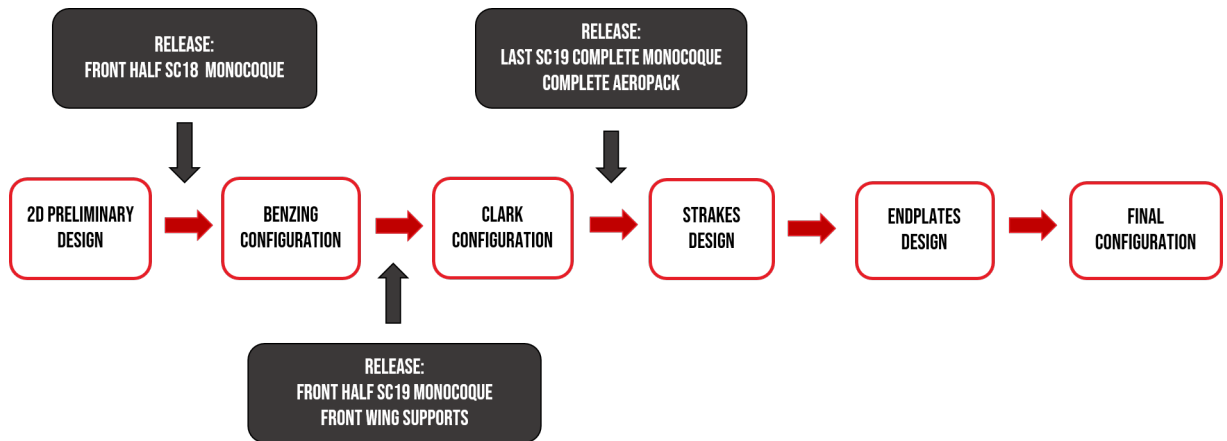 RELEASE:
FRONT HALF SC18 MONOCOQUE
RELEASE:
LAST SC19 COMPLETE MONOCOQUE
COMPLETE AEROPACK
2D PRELIMINARY
DESIGN
BENZING
CONFIGURATION
CLARK
CONFIGURATION
STRAKES
DESIGN
ENDPLATES
DESIGN
FINAL
CONFIGURATION
RELEASE:
FRONT HALF SC19 MONOCOQUE
FRONT WING SUPPORTS